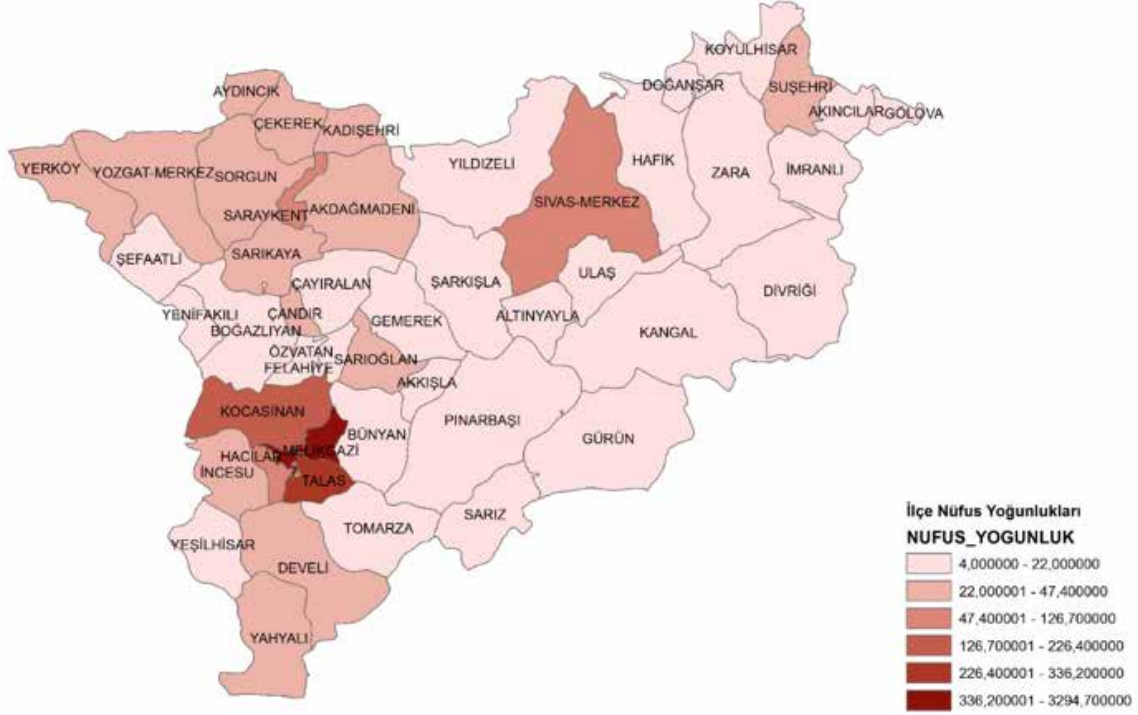 KOYULHİSAR
DOĞANŞAR
SUŞEHRİ
AYDINCIK
AKINCILAR
GÖLOVA
ÇEKEREK
KADIŞEHRİ
YERKÖY
YOZGAT-MERKEZ
SORGUN
YILDIZELİ
HAFİK
ZARA
İMRANLI
SİVAS-MERKEZ
SARAYKENT
AKDAĞMADENİ
ŞEFAATLİ
SARIKAYA
ULAŞ
ÇAYIRALAN
ŞARKIŞLA
DİVRİĞİ
YENİFAKILI
ÇANDIR
GEMEREK
ALTINYAYLA
BOĞAZLIYAN
KANGAL
ÖZVATAN
SARIOĞLAN
FELAHİYE
AKKIŞLA
KOCASİNAN
PINARBAŞI
BÜNYAN
GÜRÜN
MELİKGAZİ
HACILAR
İNCESU
TALAS
SARIZ
TOMARZA
YEŞİLHİSAR
DEVELİ
YAHYALI
İlçe Nüfus Yoğunlukları
NUFUS_YOGUNLUK
4,000000 - 22,000000
22,000001 - 47,400000
47,400001 - 126,700000
126,700001 - 226,400000
226,400001 - 336,200000
336,200001 - 3294,700000